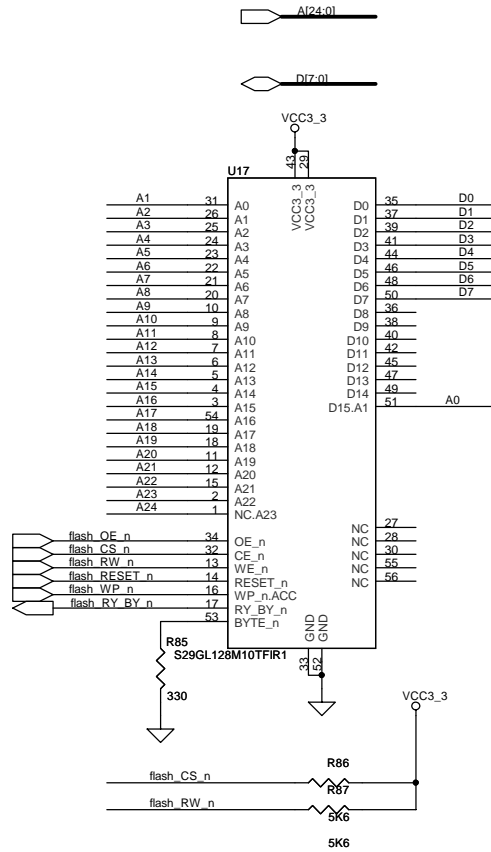 A[24:0]
D[7:0]
VCC3_3
U17
43 29
VCC3_3 VCC3_3
A1 31 A0 D0 35 D0
A2 26 A1 D1 37 D1
A3 25 A2 D2 39 D2
A4 24 A3 D3 41 D3
A5 23 A4 D4 44 D4
A6 22 A5 D5 46 D5
A7 21 A6 D6 48 D6
A8 20 A7 D7 50 D7
A9 10 A8 D8 36
A10 9 A9 D9 38
A11 8 A10 D10 40
A12 7 A11 D11 42
A13 6 A12 D12 45
A14 5 A13 D13 47
A15 4 A14 D14 49
A16 3 A15 D15.A1 51 A0
A17 54 A16
A18 19 A17
A19 18 A18
A20 11 A19
A21 12 A20
A22 15 A21
A23 2 A22
A24 1 NC.A23
NC 27
flash_OE_n 34 OE_n NC 28
flash_CS_n 32 CE_n NC 30
flash_RW_n 13 WE_n NC 55
flash_RESET_n 14 RESET_n NC 56
flash_WP_n 16 WP_n.ACC
flash_RY_BY_n 17 RY_BY_n
53 BYTE_n
GND GND
33 52
R85
S29GL128M10TFIR1
330
VCC3_3
R86
flash_CS_n
R87
flash_RW_n
5K6
5K6